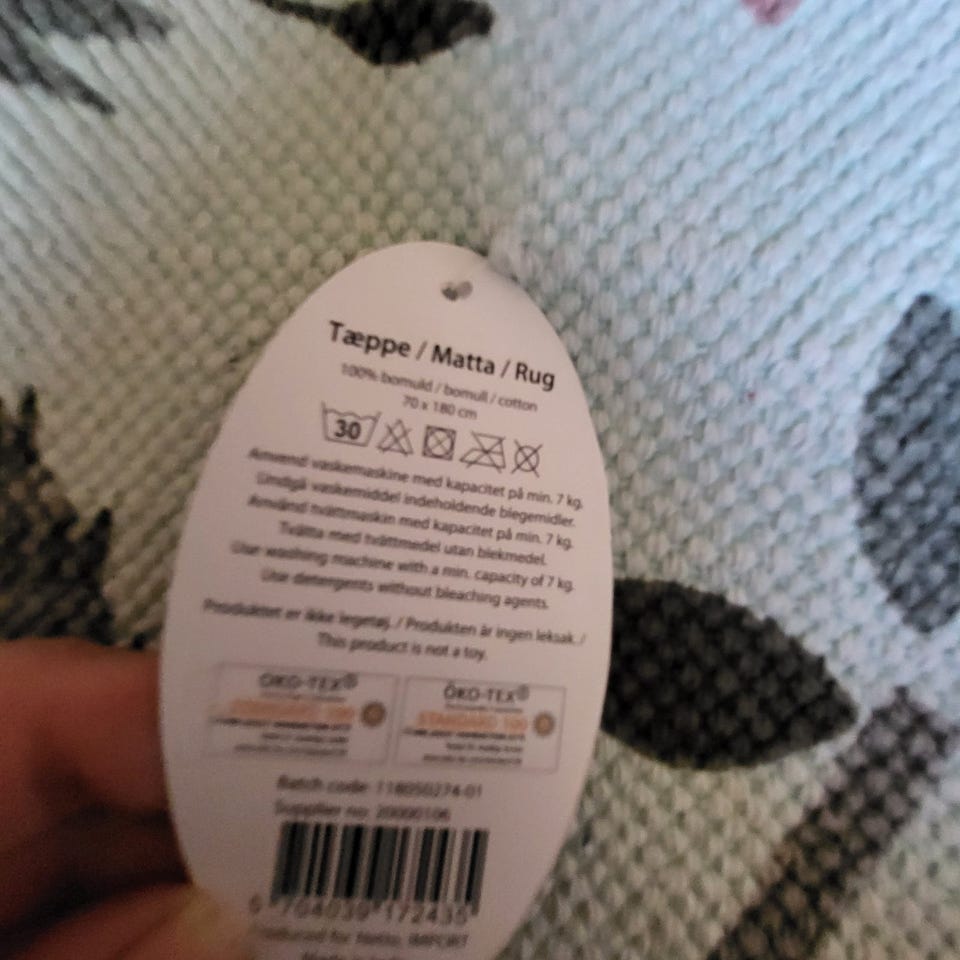 Tæppe / Matta / Rug
100% bomuld / bomull / cotton
70 x 180 cm
30
Anvend vaskemaskine med kapacitet på min. 7 kg.
Undgå vaskemiddel indeholdende blegemidler.
Använd tvättmaskin med kapacitet på min. 7 kg.
Tvätta med tvättmedel utan blekmedel.
Use washing machine with a min. capacity of 7 kg.
Use detergents without bleaching agents.
Produktet er ikke legetøj. / Produkten är ingen leksak. /
This product is not a toy.
ÖKO-TEX® ÖKO-TEX®
STANDARD 100 STANDARD 100
Batch code: 118050274-01
Supplier no: 20000106
5 704039 172435
for Netto, IMPORT
Made in